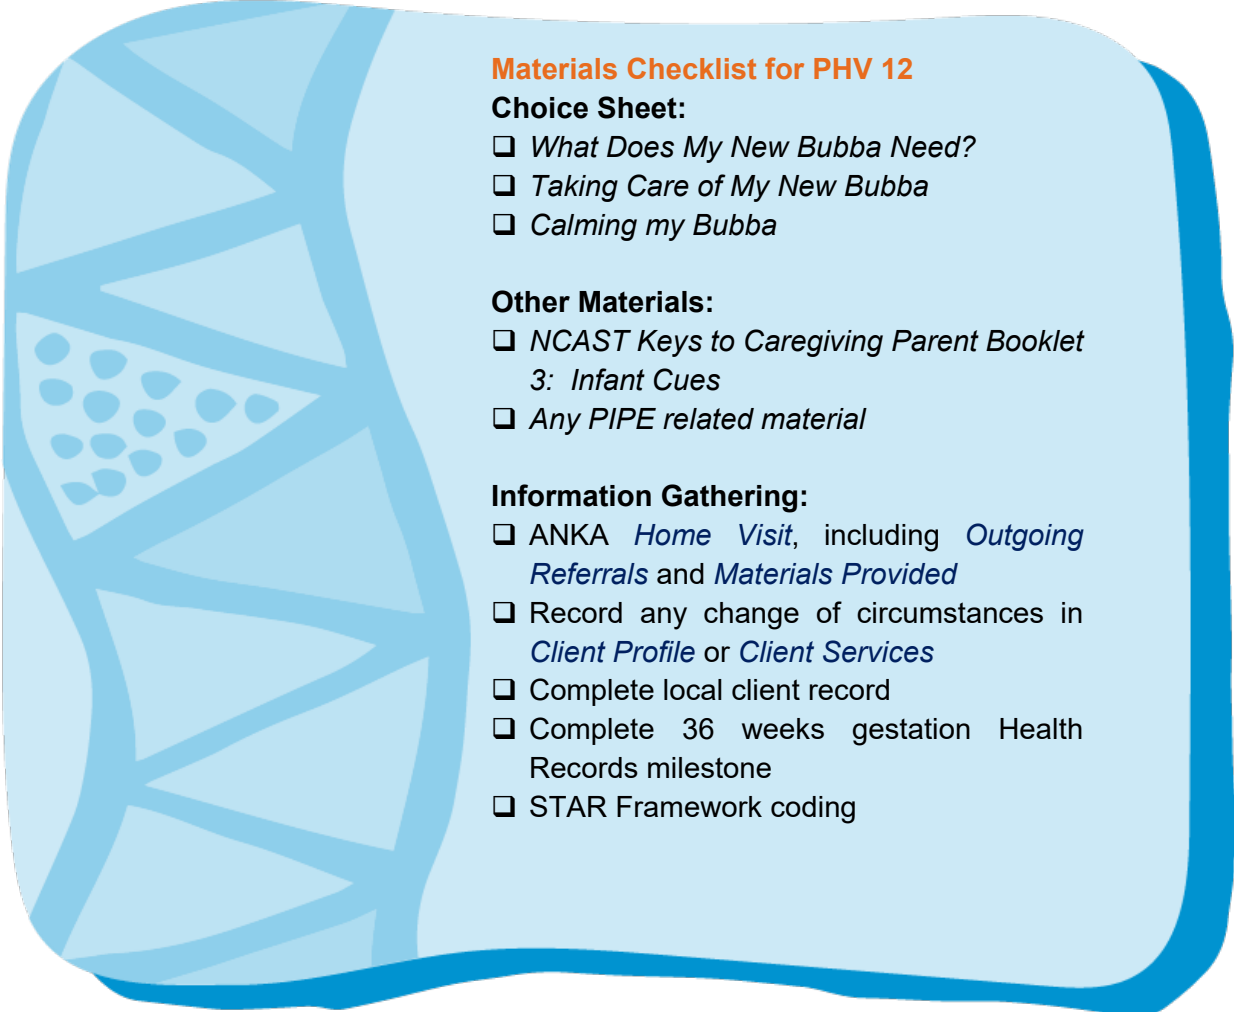 Materials Checklist for PHV 12
Choice Sheet:
❑ What Does My New Bubba Need?
❑ Taking Care of My New Bubba
❑ Calming my Bubba
Other Materials:
❑ NCAST Keys to Caregiving Parent Booklet
3: Infant Cues
❑ Any PIPE related material
Information Gathering:
❑ ANKA Home Visit, including Outgoing
Referrals and Materials Provided
❑ Record any change of circumstances in
Client Profile or Client Services
❑ Complete local client record
❑ Complete 36 weeks gestation Health
Records milestone
❑ STAR Framework coding